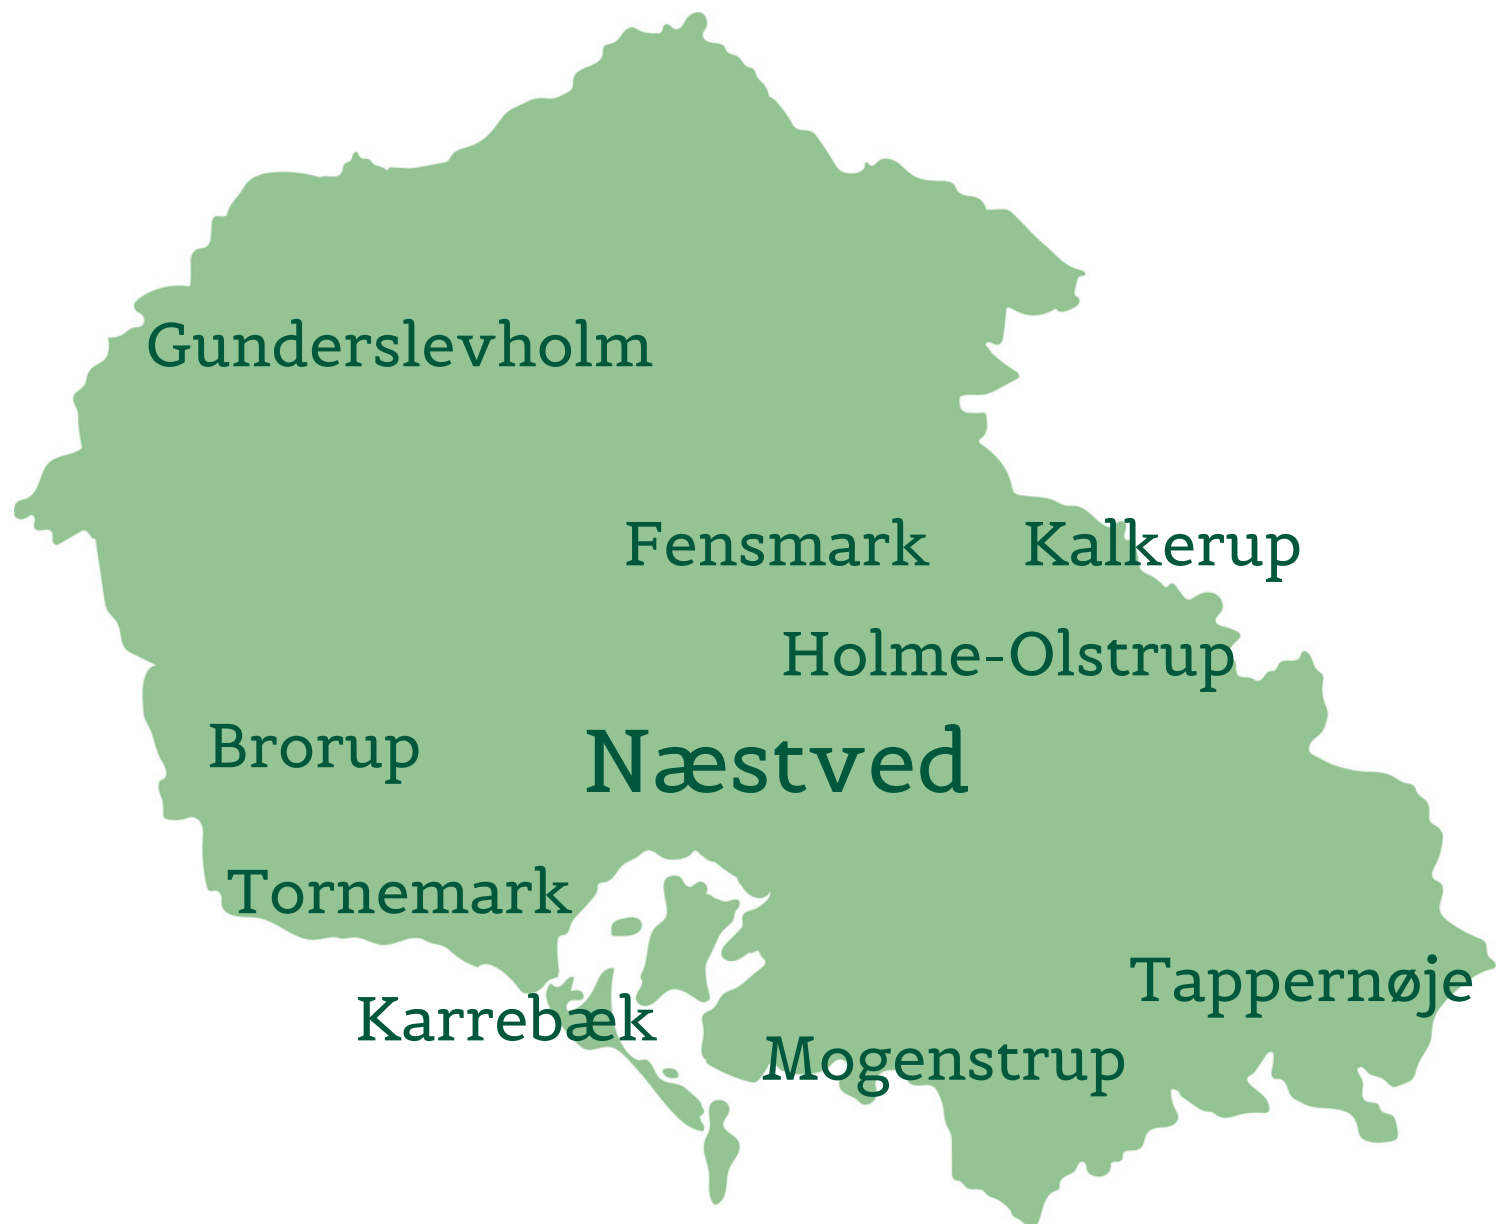 Gunderslevholm
Fensmark
Kalkerup
Holme-Olstrup
Brorup
Næstved
Tornemark
Tappernøje
Karrebæk
Mogenstrup